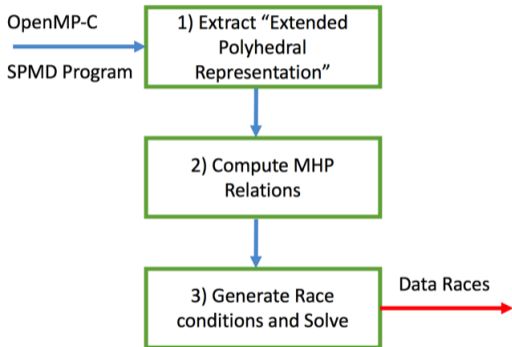 OpenMP-C
SPMD Program
1) Extract “Extended
Polyhedral
Representation”
2) Compute MHP
Relations
3) Generate Race
conditions and Solve
Data Races